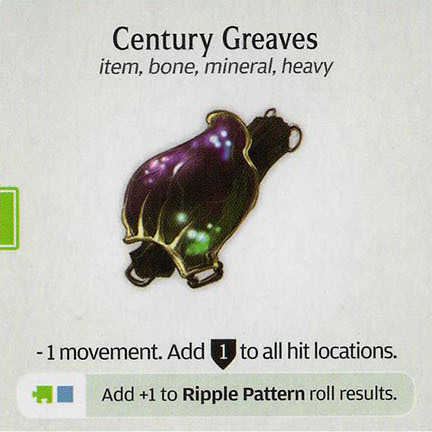 Century Greaves
item, bone, mineral, heavy
- 1 movement. Add 1 to all hit locations.
Add +1 to Ripple Pattern roll results.